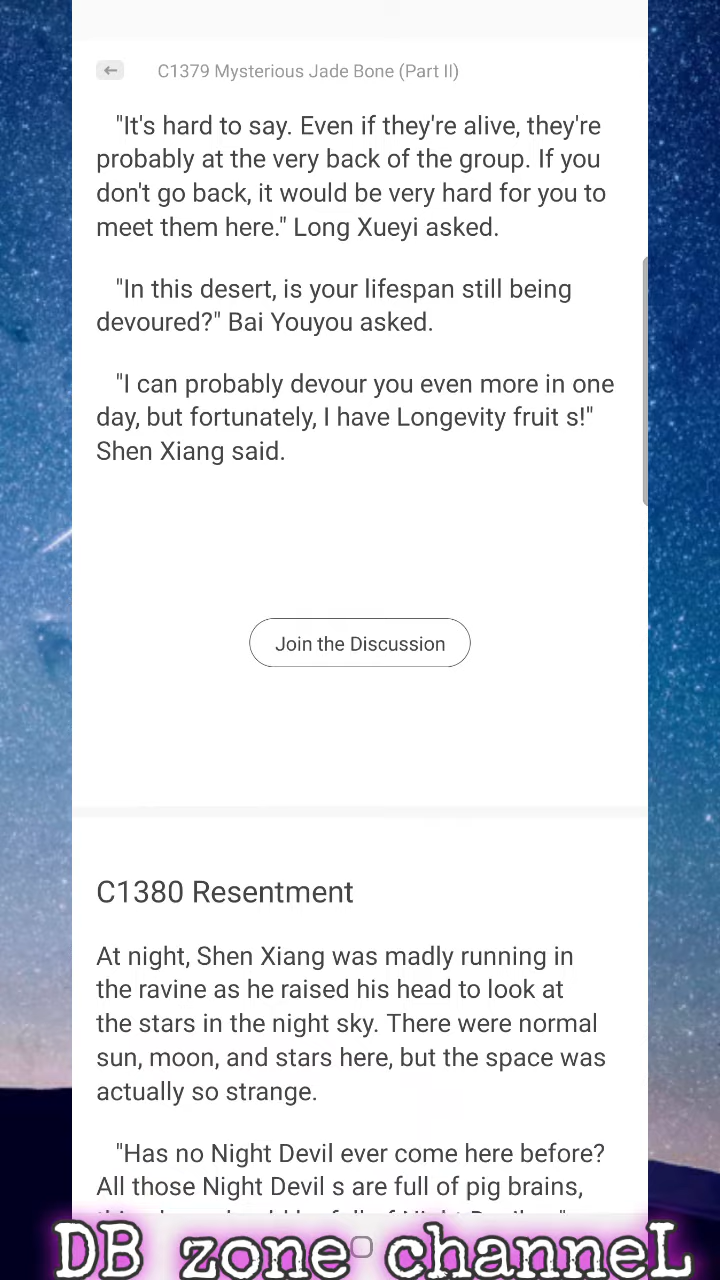 C1379 Mysterious Jade Bone (Part II)
"It's hard to say. Even if they're alive, they're
probably at the very back of the group. If you
don't go back, it would be very hard for you to
meet them here." Long Xueyi asked.
"In this desert, is your lifespan still being
devoured?" Bai Youyou asked.
"I can probably devour you even more in one
day, but fortunately, I have Longevity fruit s!"
Shen Xiang said.
Join the Discussion
C1380 Resentment
At night, Shen Xiang was madly running in
the ravine as he raised his head to look at
the stars in the night sky. There were normal
sun, moon, and stars here, but the space was
actually so strange.
"Has no Night Devil ever come here before?
All those Night Devil s are full of pig brains,
DB zone channeL